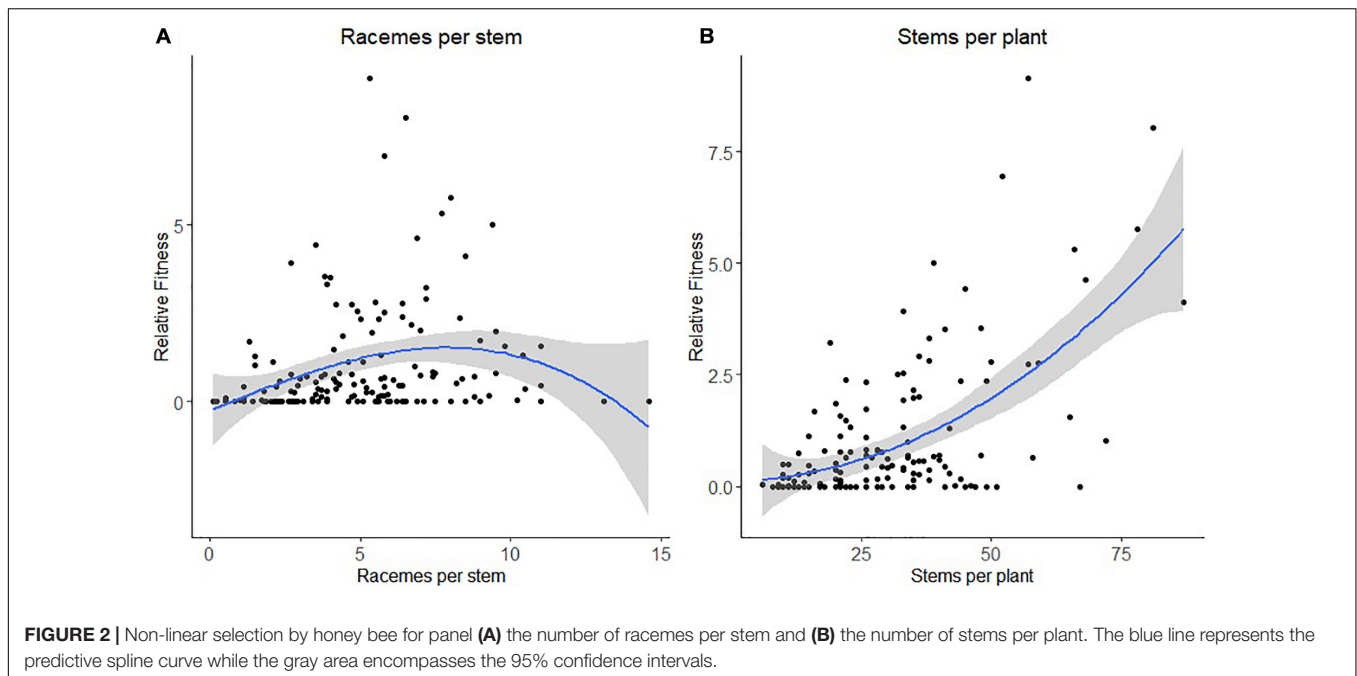 A
Racemes per stem
Relative Fitness
5
0
0
5
10
15
Racemes per stem
B
Stems per plant
Relative Fitness
7.5
5.0
2.5
0.0
25
50
75
Stems per plant
FIGURE 2 | Non-linear selection by honey bee for panel (A) the number of racemes per stem and (B) the number of stems per plant. The blue line represents the
predictive spline curve while the gray area encompasses the 95% confidence intervals.